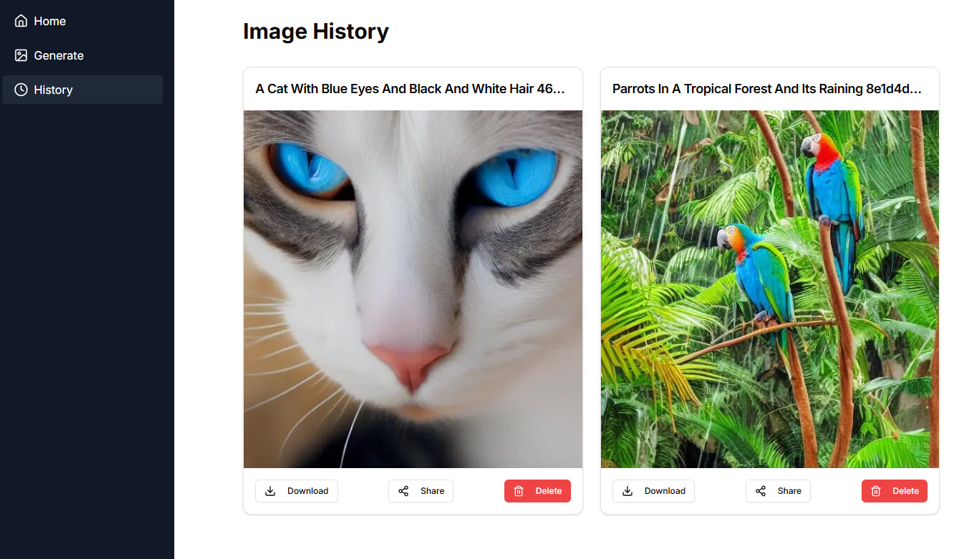 Home
Generate
History
Image History
A Cat With Blue Eyes And Black And White Hair 46...
Parrots In A Tropical Forest And Its Raining 8e1d4d...
Download
Share
Delete
Download
Share
Delete